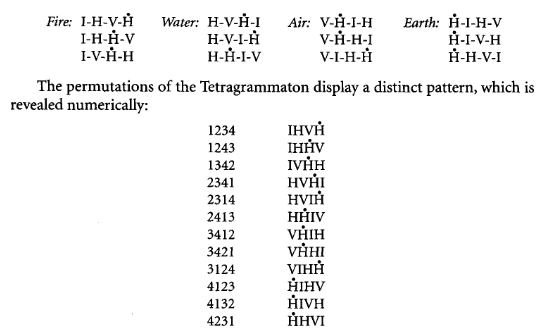 Fire: I-H-V-Ḣ Water: H-V-Ḣ-I Air: V-Ḣ-I-H Earth: Ḣ-I-H-V
I-H-Ḣ-V H-V-I-Ḣ V-Ḣ-H-I Ḣ-I-V-H
I-V-Ḣ-H H-Ḣ-I-V V-I-H-Ḣ Ḣ-H-V-I
The permutations of the Tetragrammaton display a distinct pattern, which is
revealed numerically:
1234 IHVḢ
1243 IHḢV
1342 IVḢH
2341 HVḢI
2314 HVIḢ
2413 HḢIV
3412 VḢIH
3421 VḢHI
3124 VIHḢ
4123 ḢIHV
4132 ḢIVH
4231 ḢHVI